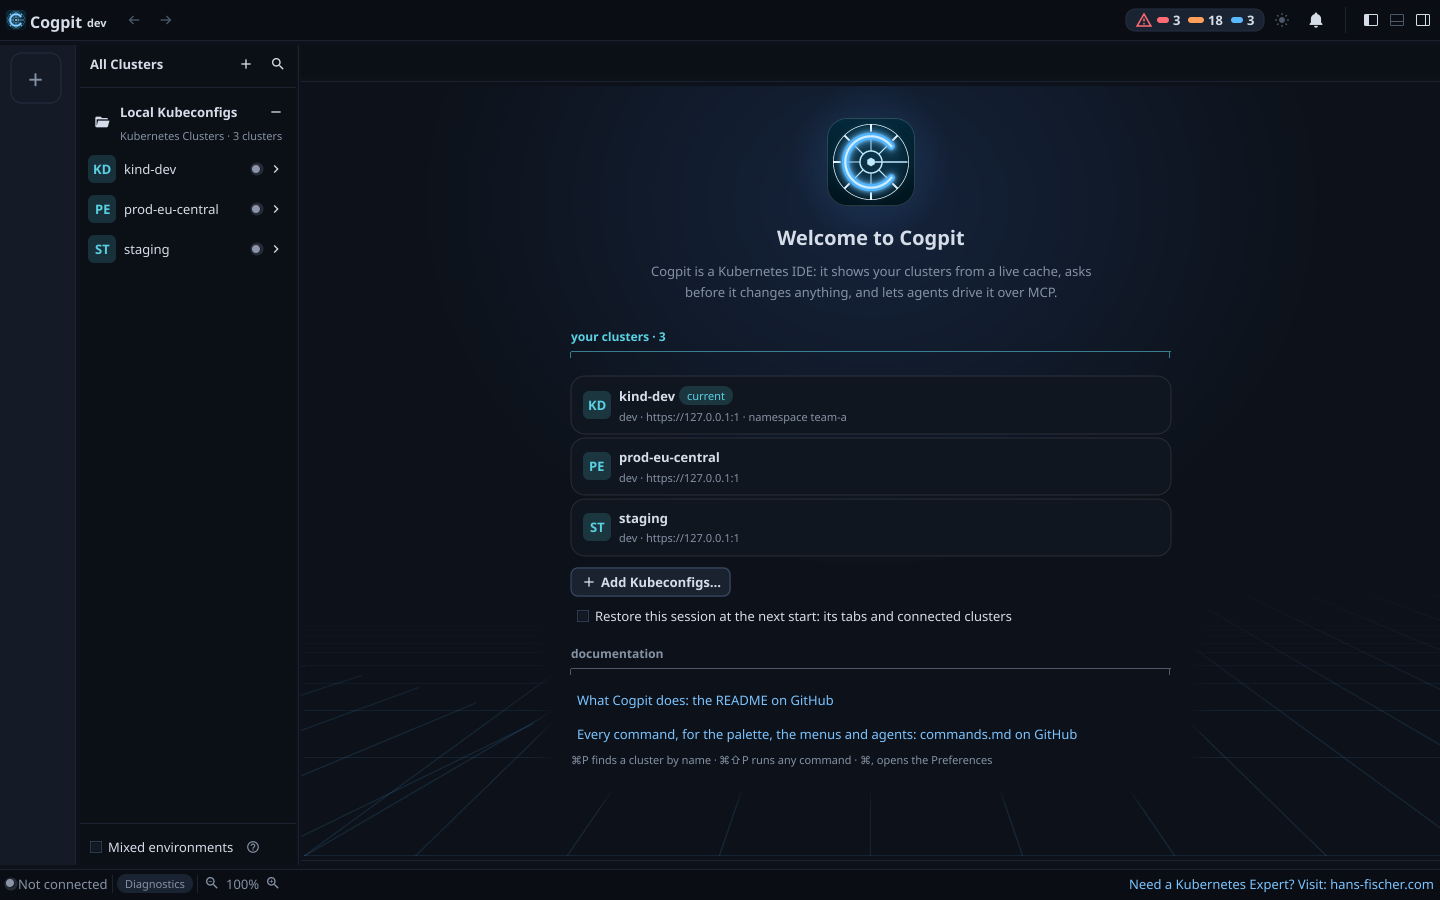 Cogpit dev
3 18 3
All Clusters
Local Kubeconfigs
Kubernetes Clusters · 3 clusters
KD kind-dev
PE prod-eu-central
ST staging
Mixed environments
Welcome to Cogpit
Cogpit is a Kubernetes IDE: it shows your clusters from a live cache, asks
before it changes anything, and lets agents drive it over MCP.
your clusters · 3
KD kind-dev current
dev · https://127.0.0.1:1 · namespace team-a
PE prod-eu-central
dev · https://127.0.0.1:1
ST staging
dev · https://127.0.0.1:1
+ Add Kubeconfigs...
Restore this session at the next start: its tabs and connected clusters
documentation
What Cogpit does: the README on GitHub
Every command, for the palette, the menus and agents: commands.md on GitHub
⌘P finds a cluster by name · ⌘⇧P runs any command · ⌘, opens the Preferences
Not connected Diagnostics 100% Need a Kubernetes Expert? Visit: hans-fischer.com